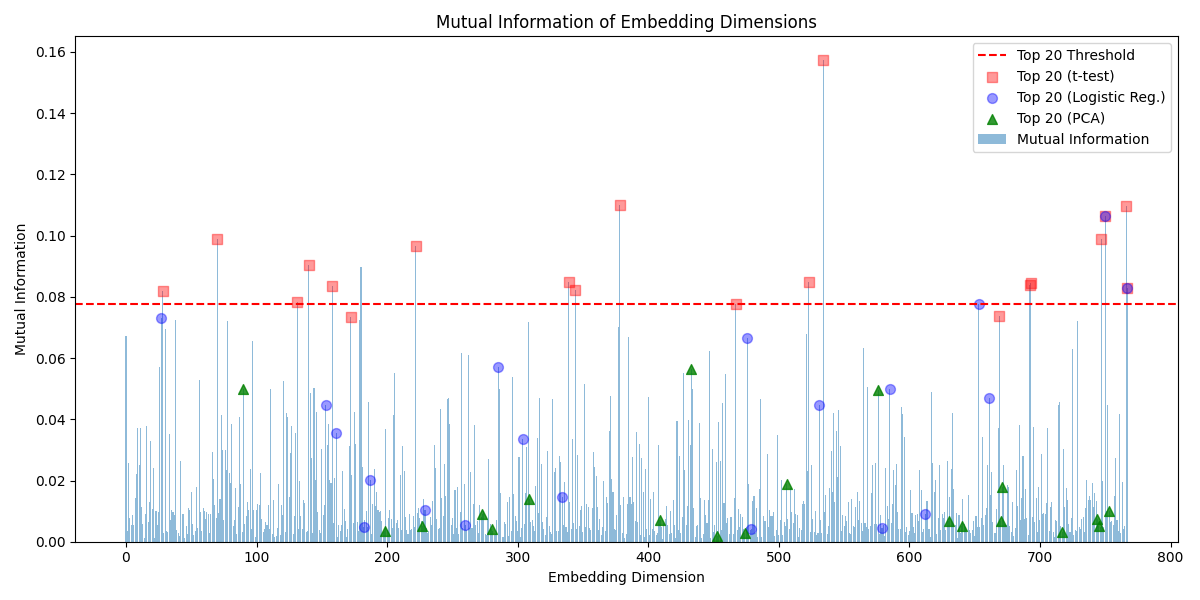 Mutual Information of Embedding Dimensions
Mutual Information
0.16
0.14
0.12
0.10
0.08
0.06
0.04
0.02
0.00
Top 20 Threshold
Top 20 (t-test)
Top 20 (Logistic Reg.)
Top 20 (PCA)
Mutual Information
0 100 200 300 400 500 600 700 800
Embedding Dimension